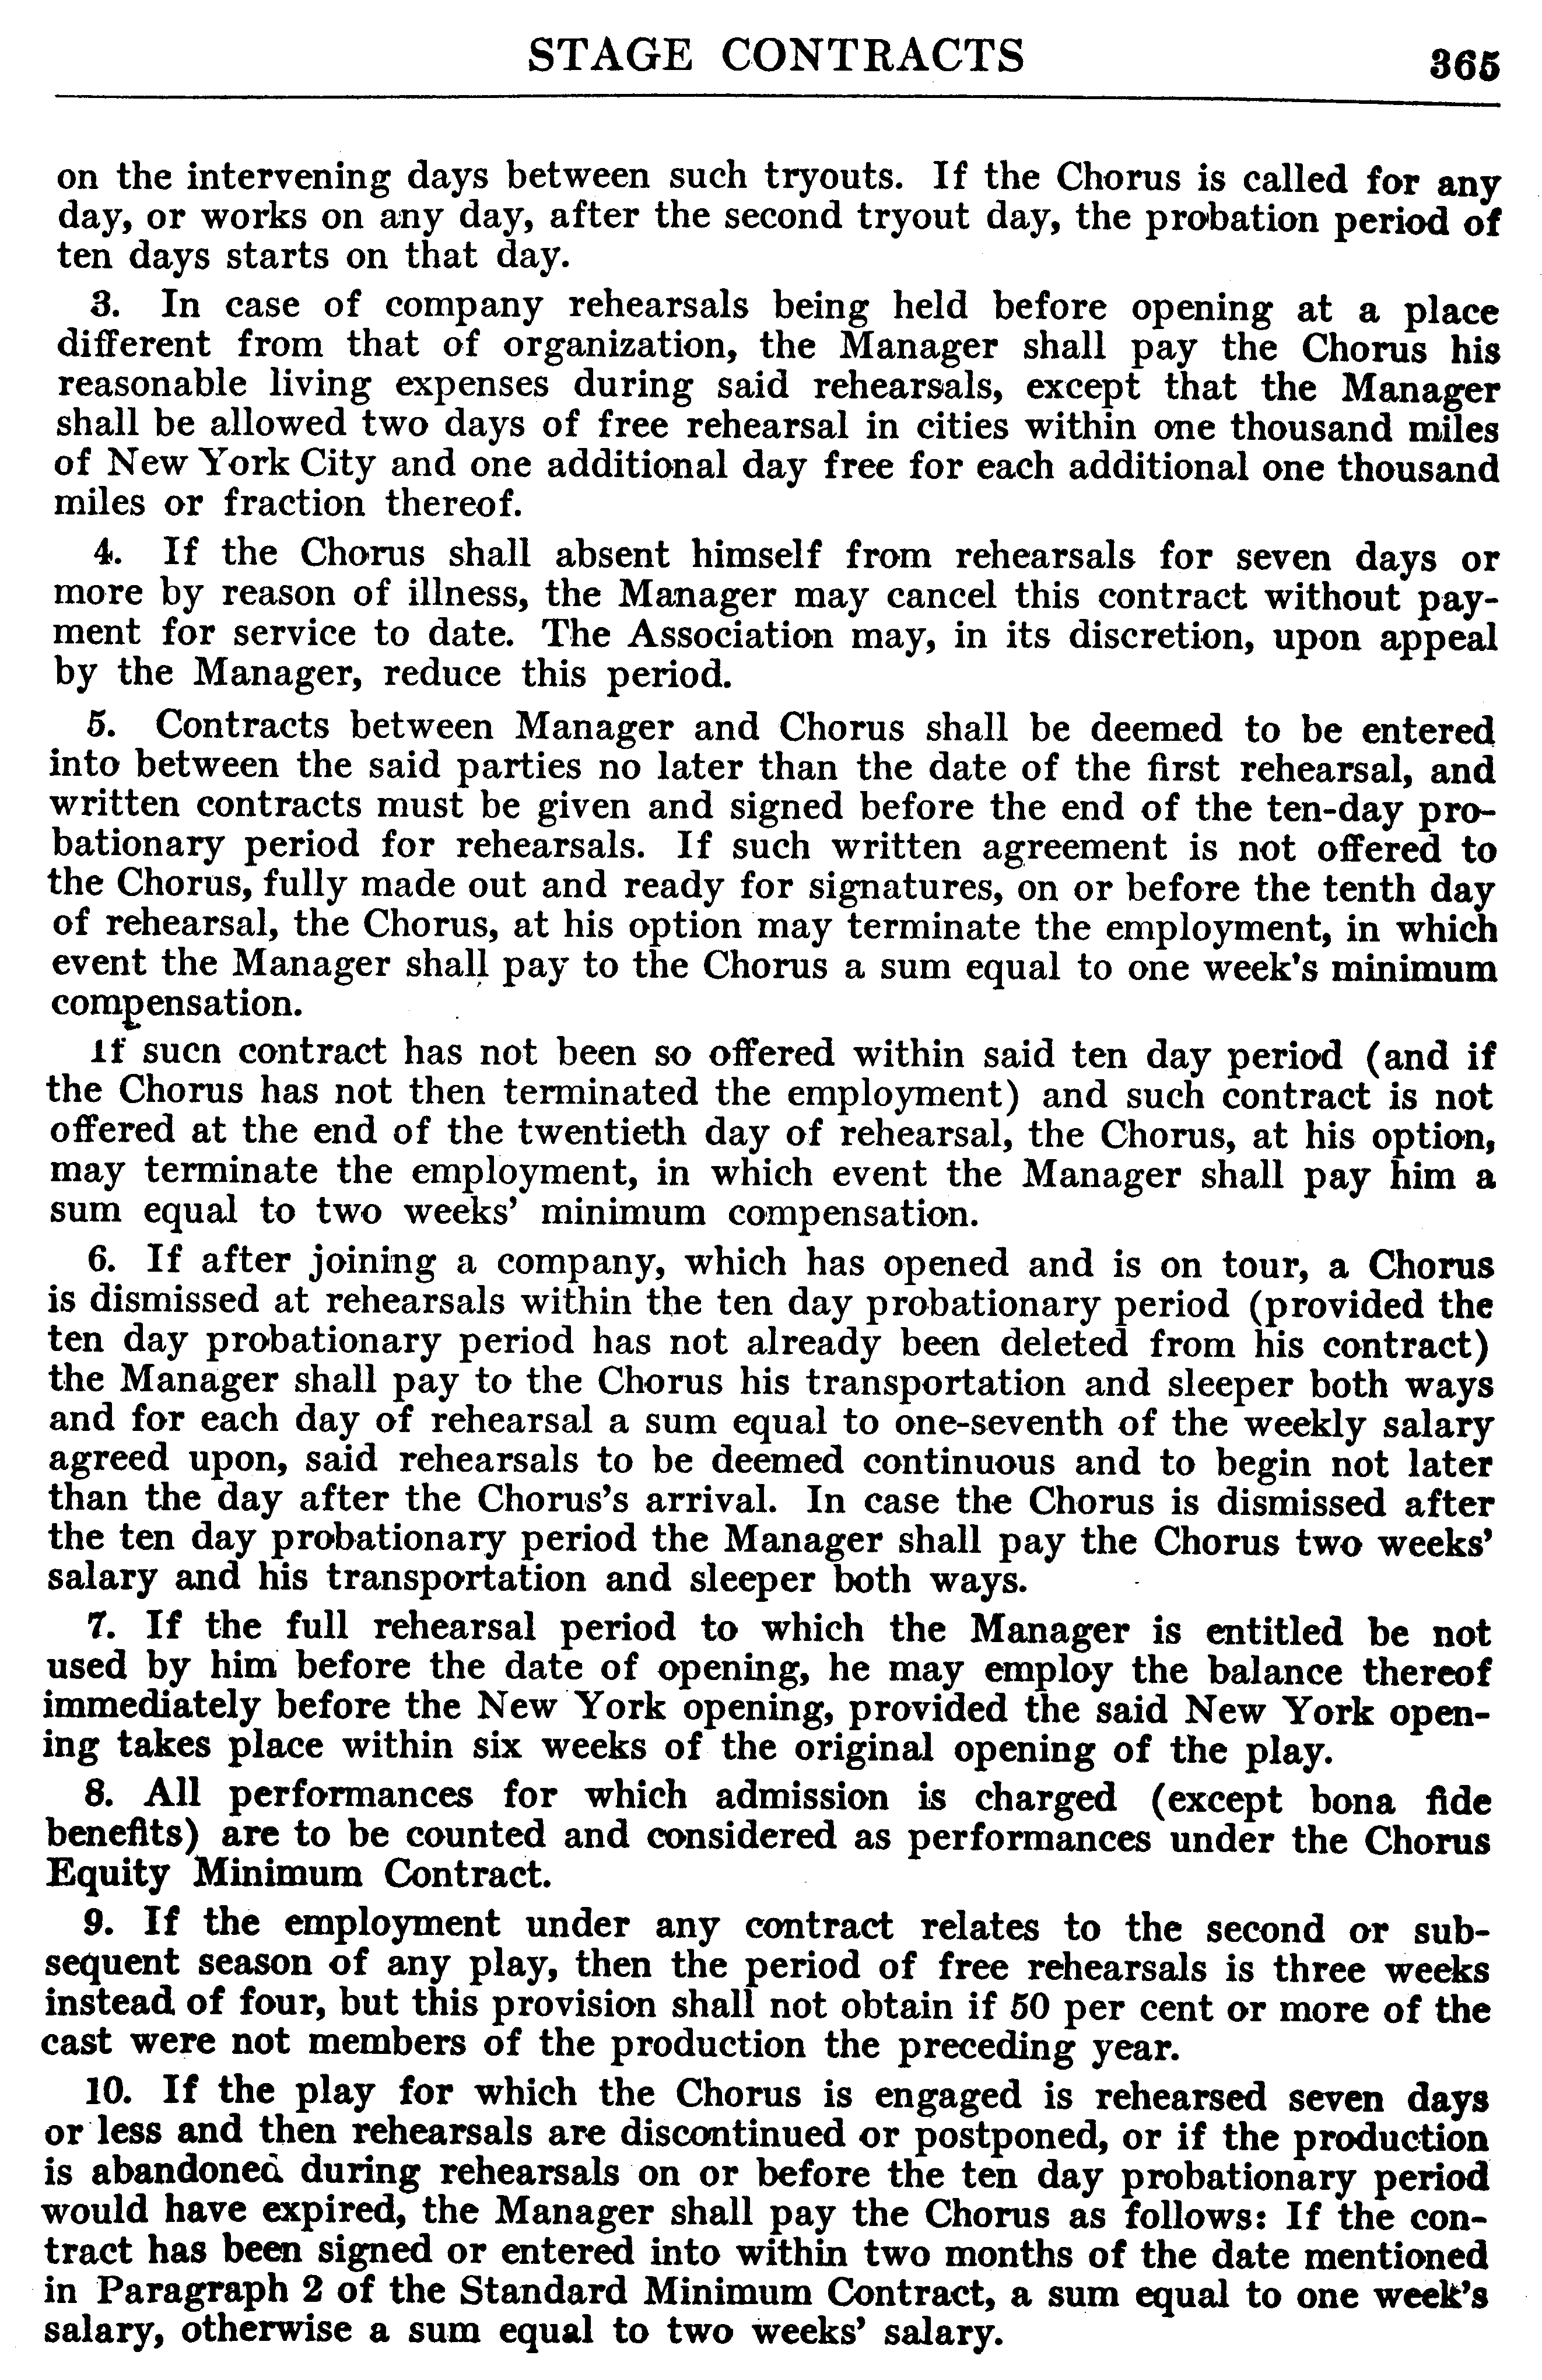 STAGE CONTRACTS 365
on the intervening days between such tryouts. If the Chorus is called for any
day, or works on any day, after the second tryout day, the probation period of
ten days starts on that day.
3. In case of company rehearsals being held before opening at a place
different from that of organization, the Manager shall pay the Chorus his
reasonable living expenses during said rehearsals, except that the Manager
shall be allowed two days of free rehearsal in cities within one thousand miles
of New York City and one additional day free for each additional one thousand
miles or fraction thereof.
4. If the Chorus shall absent himself from rehearsals for seven days or
more by reason of illness, the Manager may cancel this contract without pay-
ment for service to date. The Association may, in its discretion, upon appeal
by the Manager, reduce this period.
5. Contracts between Manager and Chorus shall be deemed to be entered
into between the said parties no later than the date of the first rehearsal, and
written contracts must be given and signed before the end of the ten-day pro-
bationary period for rehearsals. If such written agreement is not offered to
the Chorus, fully made out and ready for signatures, on or before the tenth day
of rehearsal, the Chorus, at his option may terminate the employment, in which
event the Manager shall pay to the Chorus a sum equal to one week's minimum
compensation.
If such contract has not been so offered within said ten day period (and if
the Chorus has not then terminated the employment) and such contract is not
offered at the end of the twentieth day of rehearsal, the Chorus, at his option,
may terminate the employment, in which event the Manager shall pay him a
sum equal to two weeks' minimum compensation.
6. If after joining a company, which has opened and is on tour, a Chorus
is dismissed at rehearsals within the ten day probationary period (provided the
ten day probationary period has not already been deleted from his contract)
the Manager shall pay to the Chorus his transportation and sleeper both ways
and for each day of rehearsal a sum equal to one-seventh of the weekly salary
agreed upon, said rehearsals to be deemed continuous and to begin not later
than the day after the Chorus's arrival. In case the Chorus is dismissed after
the ten day probationary period the Manager shall pay the Chorus two weeks'
salary and his transportation and sleeper both ways.
7. If the full rehearsal period to which the Manager is entitled be not
used by him before the date of opening, he may employ the balance thereof
immediately before the New York opening, provided the said New York open-
ing takes place within six weeks of the original opening of the play.
8. All performances for which admission is charged (except bona fide
benefits) are to be counted and considered as performances under the Chorus
Equity Minimum Contract.
9. If the employment under any contract relates to the second or sub-
sequent season of any play, then the period of free rehearsals is three weeks
instead of four, but this provision shall not obtain if 50 per cent or more of the
cast were not members of the production the preceding year.
10. If the play for which the Chorus is engaged is rehearsed seven days
or less and then rehearsals are discontinued or postponed, or if the production
is abandoned during rehearsals on or before the ten day probationary period
would have expired, the Manager shall pay the Chorus as follows: If the con-
tract has been signed or entered into within two months of the date mentioned
in Paragraph 2 of the Standard Minimum Contract, a sum equal to one week's
salary, otherwise a sum equal to two weeks' salary.